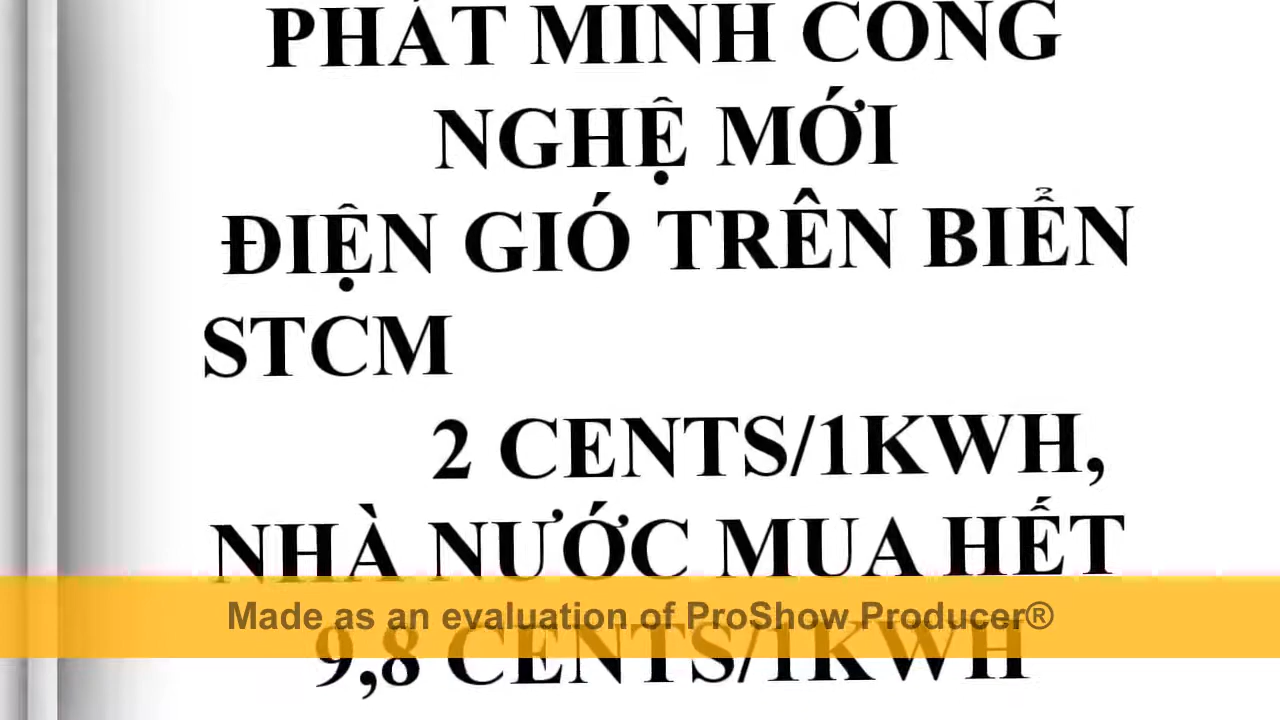 PHÁT MINH CÔNG
NGHỆ MỚI
ĐIỆN GIÓ TRÊN BIỂN
STCM
2 CENTS/1KWH,
NHÀ NƯỚC MUA HẾT
Made as an evaluation of ProShow Producer®
9,8 CENTS/1KWH